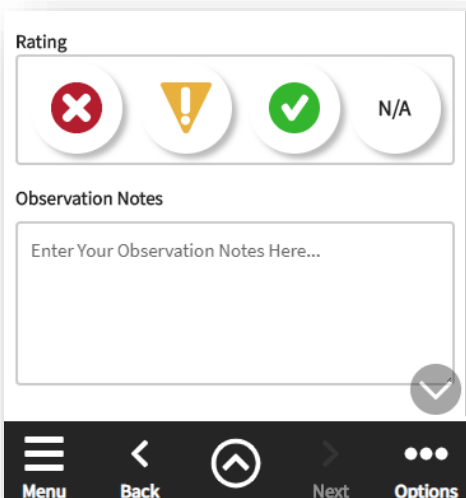 Rating
N/A
Observation Notes
Enter Your Observation Notes Here...
Menu Back Next Options